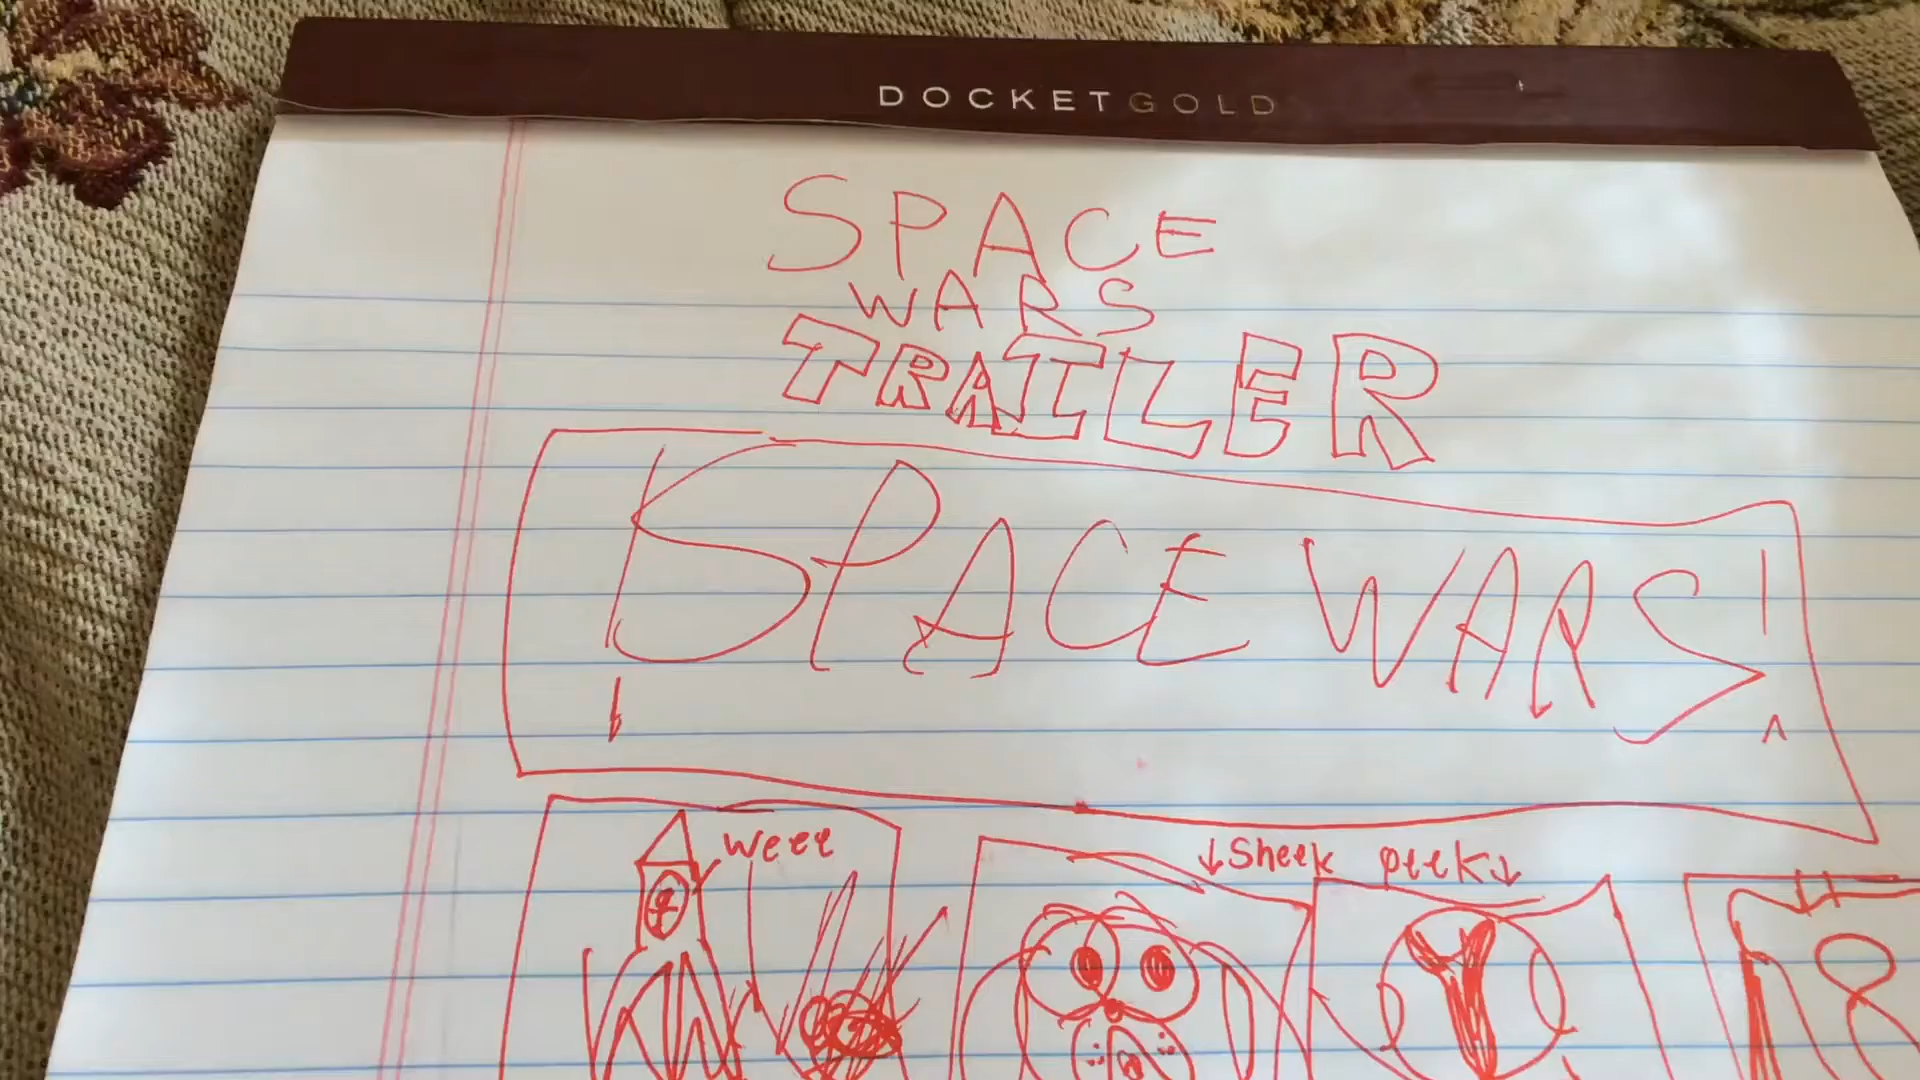 DOCKETGOLD
SPACE
WARS
TRAILER
SPACE WARS!
weee
↓Sheek peek↓